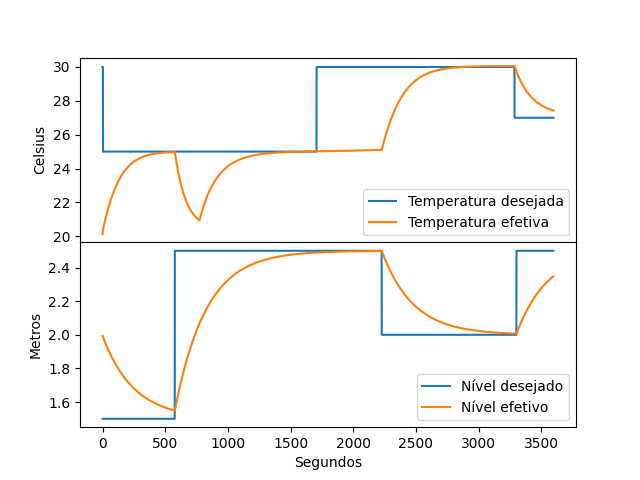 30
28
26
24
22
20
Celsius
Temperatura desejada
Temperatura efetiva
2.4
2.2
2.0
1.8
1.6
Metros
Nível desejado
Nível efetivo
0
500
1000
1500
2000
2500
3000
3500
Segundos